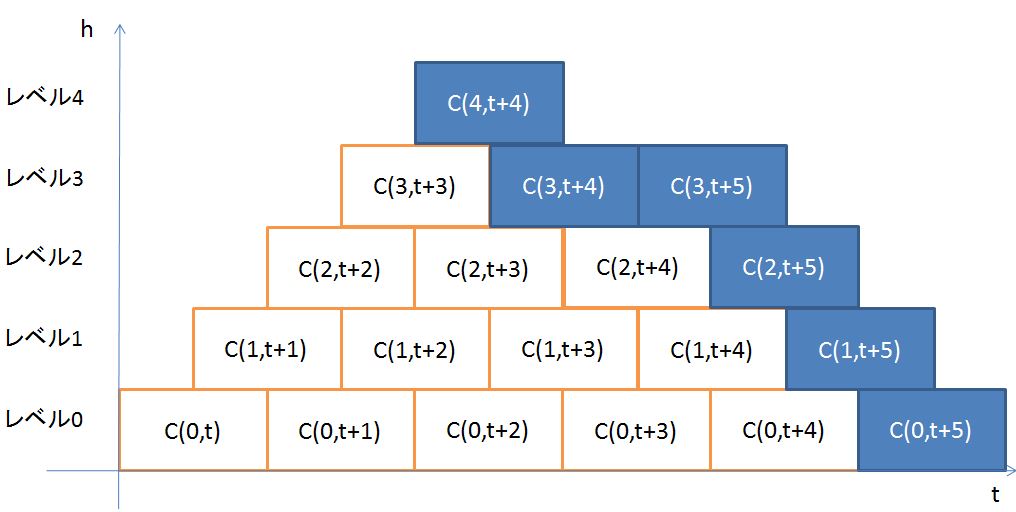 h
レベル4
C(4,t+4)
レベル3
C(3,t+3) C(3,t+4) C(3,t+5)
レベル2
C(2,t+2) C(2,t+3) C(2,t+4) C(2,t+5)
レベル1
C(1,t+1) C(1,t+2) C(1,t+3) C(1,t+4) C(1,t+5)
レベル0
C(0,t) C(0,t+1) C(0,t+2) C(0,t+3) C(0,t+4) C(0,t+5)
t